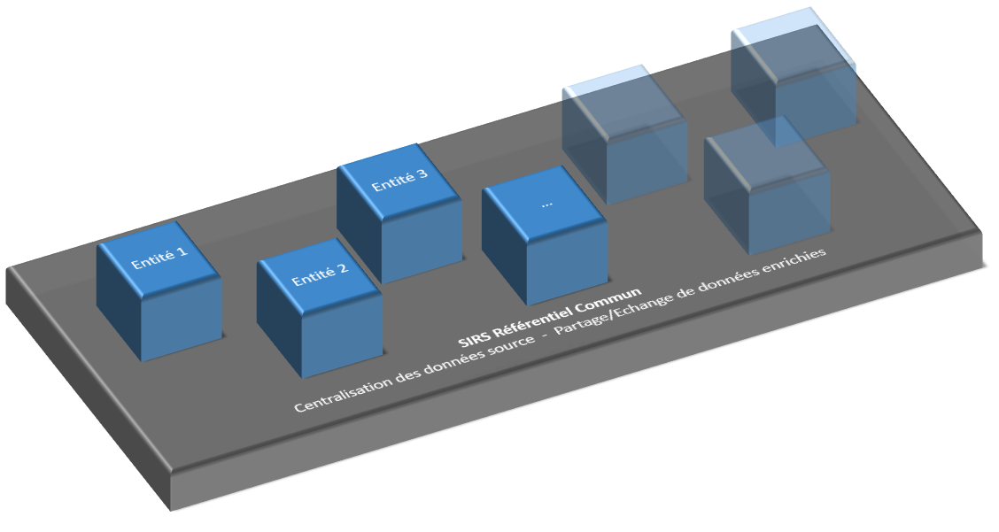 Entité 1
Entité 2
Entité 3
...
SIRS Référentiel Commun
Centralisation des données source - Partage/Echange de données enrichies